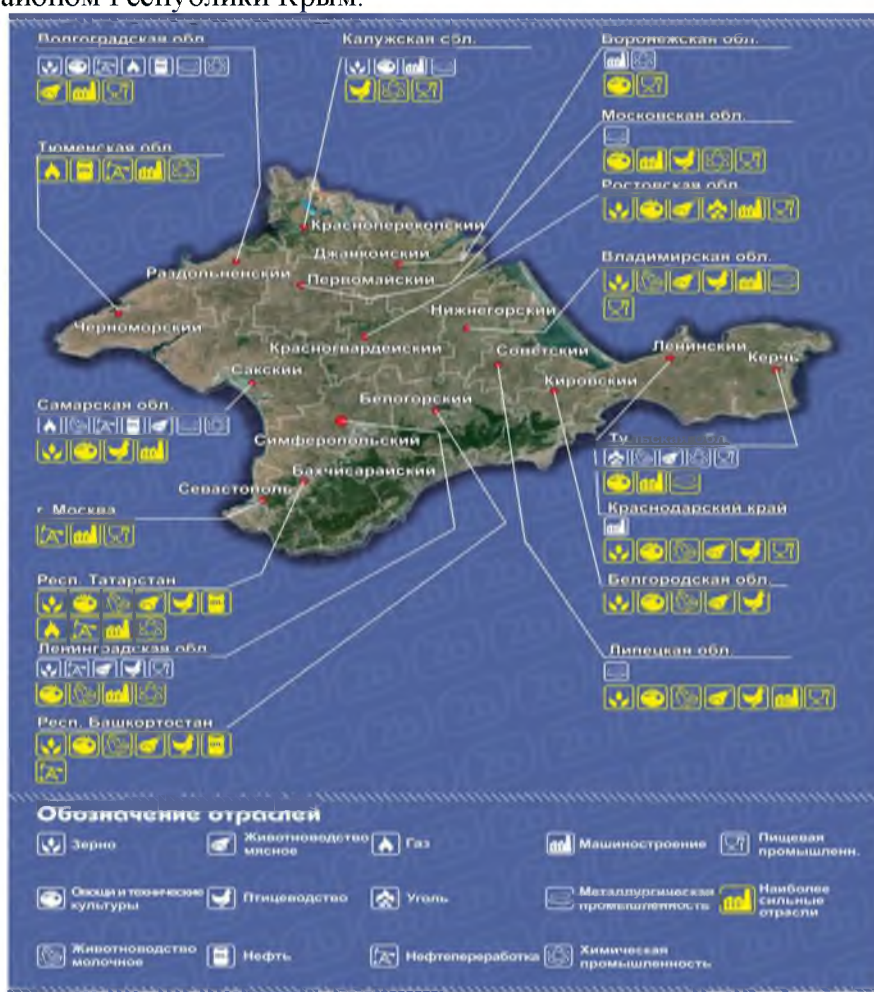 районом Республики Крым.
Волгоградская обл.
Калужская обл.
Воронежская обл.
Московская обл.
Тюменская обл.
Ростовская обл.
Красноперекопский
Джанкойский
Раздольненский
Первомайский
Владимирская обл.
Нижнегорский
Черноморский
Красногвардейский
Советский
Ленинский
Керчь
Сакский
Кировский
Белогорский
Самарская обл.
Симферопольский
Тульская обл.
Бахчисарайский
Севастополь
г. Москва
Краснодарский край
Респ. Татарстан
Белгородская обл.
Ленинградская обл.
Липецкая обл.
Респ. Башкортостан
Обозначение отраслей
Зерно
Животноводство
мясное
Газ
Машиностроение
Пищевая
промышленн.
Овощи и технические
культуры
Птицеводство
Уголь
Металлургическая
промышленность
Наиболее
сильные
отрасли
Животноводство
молочное
Нефть
Нефтепереработка
Химическая
промышленность